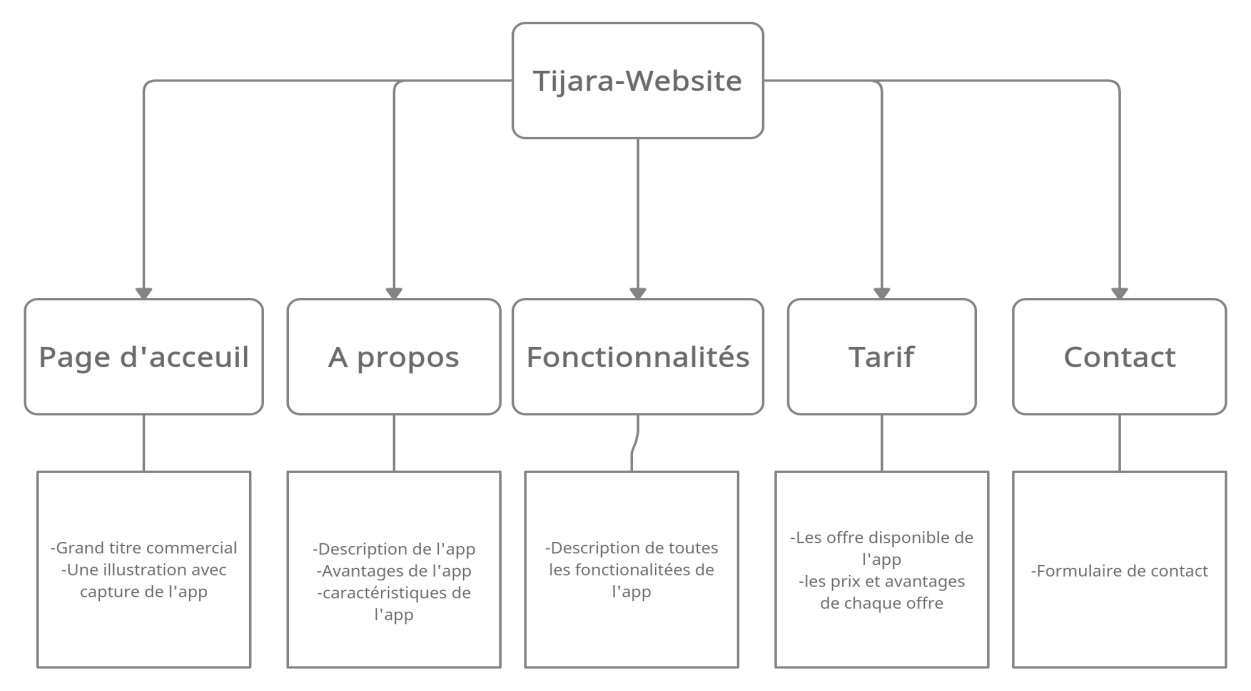 Tijara-Website
Page d'acceuil
A propos
Fonctionnalités
Tarif
Contact
-Grand titre commercial
-Une illustration avec
capture de l'app
-Description de l'app
-Avantages de l'app
-caractéristiques de
l'app
-Description de toutes
les fonctionalitées de
l'app
-Les offre disponible de
l'app
-les prix et avantages
de chaque offre
-Formulaire de contact